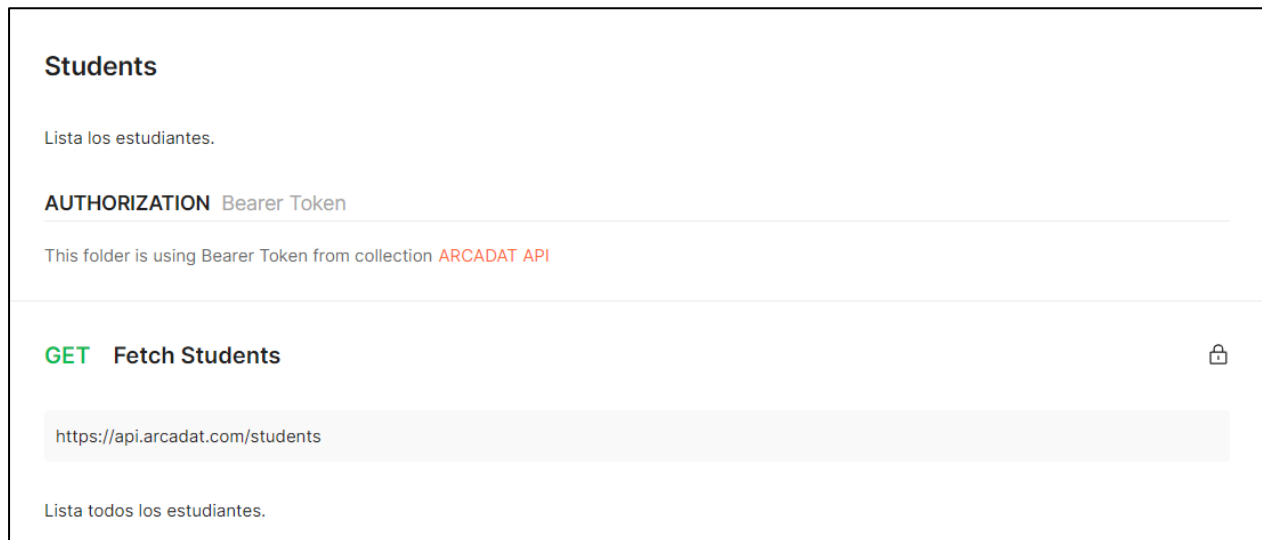 Students
Lista los estudiantes.
AUTHORIZATION Bearer Token
This folder is using Bearer Token from collection ARCADAT API
GET Fetch Students
https://api.arcadat.com/students
Lista todos los estudiantes.